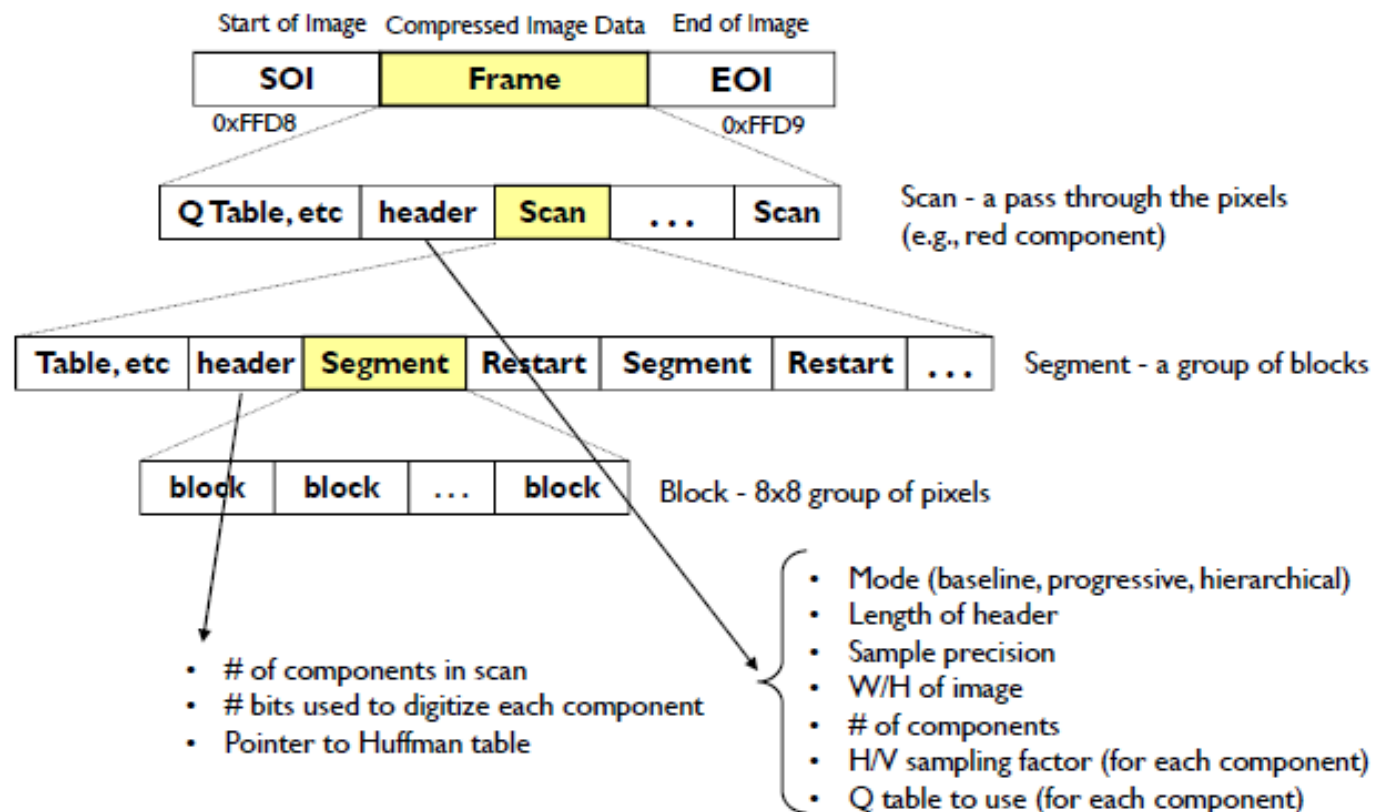 Start of Image Compressed Image Data End of Image
SOI Frame EOI
0xFFD8 0xFFD9
Q Table, etc header Scan ... Scan
Scan - a pass through the pixels
(e.g., red component)
Table, etc header Segment Restart Segment Restart ...
Segment - a group of blocks
block block ... block
Block - 8x8 group of pixels
• # of components in scan
• # bits used to digitize each component
• Pointer to Huffman table
• Mode (baseline, progressive, hierarchical)
• Length of header
• Sample precision
• W/H of image
• # of components
• H/V sampling factor (for each component)
• Q table to use (for each component)